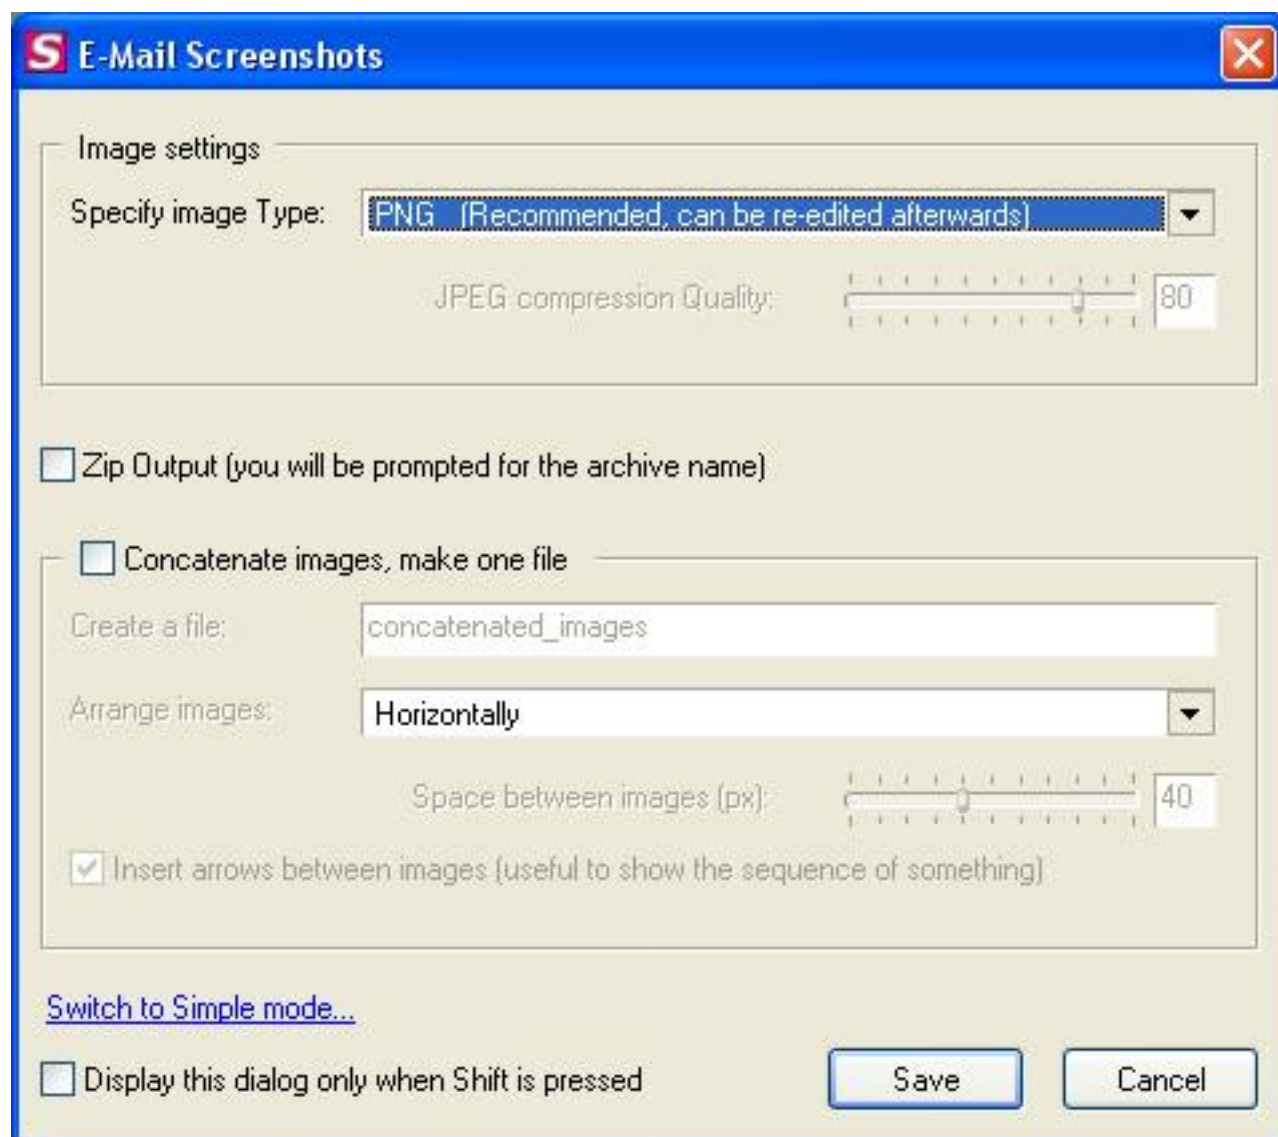 S E-Mail Screenshots
Image settings
Specify image Type: PNG (Recommended, can be re-edited afterwards)
JPEG compression Quality: 80
Zip Output (you will be prompted for the archive name)
Concatenate images, make one file
Create a file: concatenated_images
Arrange images: Horizontally
Space between images (px): 40
Insert arrows between images (useful to show the sequence of something)
Switch to Simple mode...
Display this dialog only when Shift is pressed Save Cancel